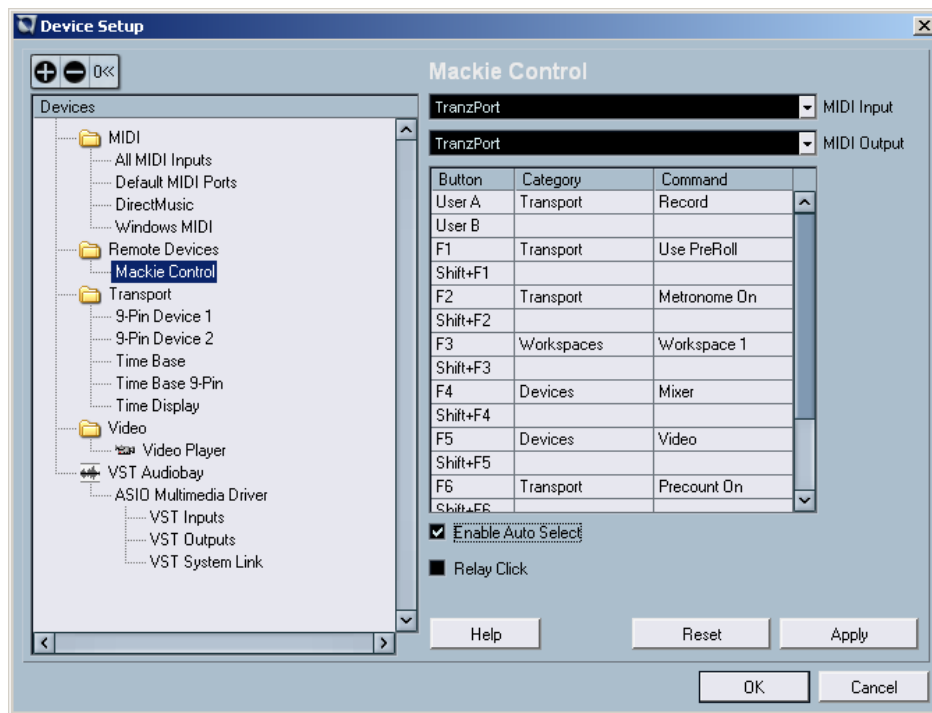 Device Setup
0<<
Devices
MIDI
All MIDI Inputs
Default MIDI Ports
DirectMusic
Windows MIDI
Remote Devices
Mackie Control
Transport
9-Pin Device 1
9-Pin Device 2
Time Base
Time Base 9-Pin
Time Display
Video
Video Player
VST Audiobay
ASIO Multimedia Driver
VST Inputs
VST Outputs
VST System Link
Mackie Control
TranzPort MIDI Input
TranzPort MIDI Output
Button Category Command
User A Transport Record
User B
F1 Transport Use PreRoll
Shift+F1
F2 Transport Metronome On
Shift+F2
F3 Workspaces Workspace 1
Shift+F3
F4 Devices Mixer
Shift+F4
F5 Devices Video
Shift+F5
F6 Transport Precount On
Shift+F6
Enable Auto Select
Relay Click
Help Reset Apply
OK Cancel